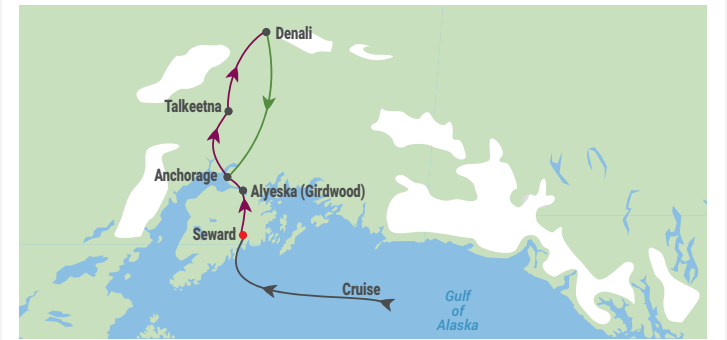 Denali
Talkeetna
Anchorage
Alyeska (Girdwood)
Seward
Cruise
Gulf
of
Alaska